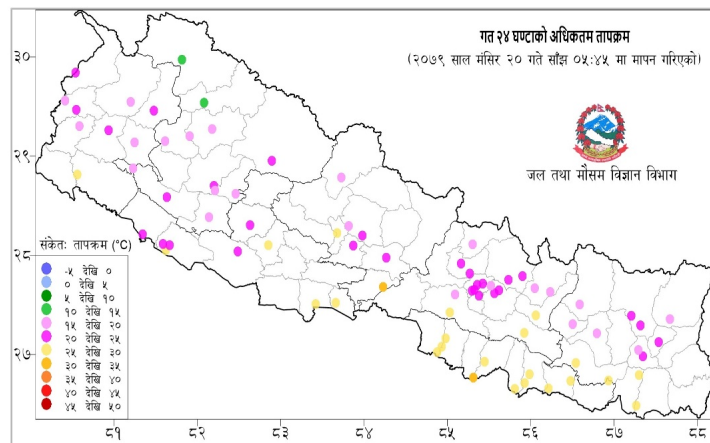 गत २४ घण्टाको अधिकतम तापक्रम
(२०७९ साल मंसिर २० गते साँझ ०५:४५ मा मापन गरिएको)
जल तथा मौसम विज्ञान विभाग
३०
२९
२८
२७
संकेतः तापक्रम (°C)
-५ देखि ०
० देखि ५
५ देखि १०
१० देखि १५
१५ देखि २०
२० देखि २५
२५ देखि ३०
३० देखि ३५
३५ देखि ४०
४० देखि ४५
४५ देखि ५०
८१ ८२ ८३ ८४ ८५ ८६ ८७ ८८